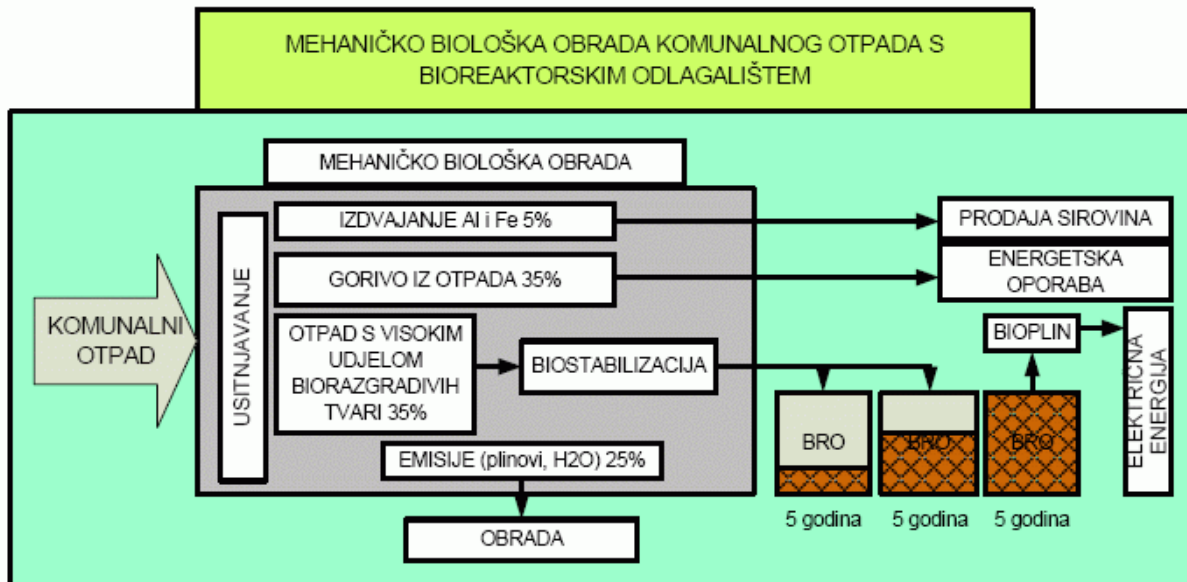 MEHANIČKO BIOLOŠKA OBRADA KOMUNALNOG OTPADA S
BIOREAKTORSKIM ODLAGALIŠTEM
MEHANIČKO BIOLOŠKA OBRADA
KOMUNALNI
OTPAD
USITNJAVANJE
IZDVAJANJE Al i Fe 5%
GORIVO IZ OTPADA 35%
OTPAD S VISOKIM
UDJELOM
BIORAZGRADIVIH
TVARI 35%
BIOSTABILIZACIJA
EMISIJE (plinovi, H2O) 25%
OBRADA
PRODAJA SIROVINA
ENERGETSKA
OPORABA
BIOPLIN
ELEKTRIČNA
ENERGIJA
BRO
BRO
BRO
5 godina
5 godina
5 godina